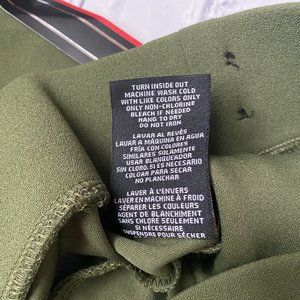 TURN INSIDE OUT
MACHINE WASH COLD
WITH LIKE COLORS ONLY
ONLY NON-CHLORINE
BLEACH IF NEEDED
HANG TO DRY
DO NOT IRON
LAVAR AL REVÉS
LAVAR A MÁQUINA EN AGUA
FRÍA CON COLORES
SIMILARES SOLAMENTE
USAR BLANQUEADOR
SIN CLORO, SI ES NECESARIO
COLGAR PARA SECAR
NO PLANCHAR
LAVER À L'ENVERS
LAVER EN MACHINE À FROID
SÉPARER LES COULEURS
AGENT DE BLANCHIMENT
SANS CHLORE SEULEMENT
SI NÉCESSAIRE
SUSPENDRE POUR SÉCHER